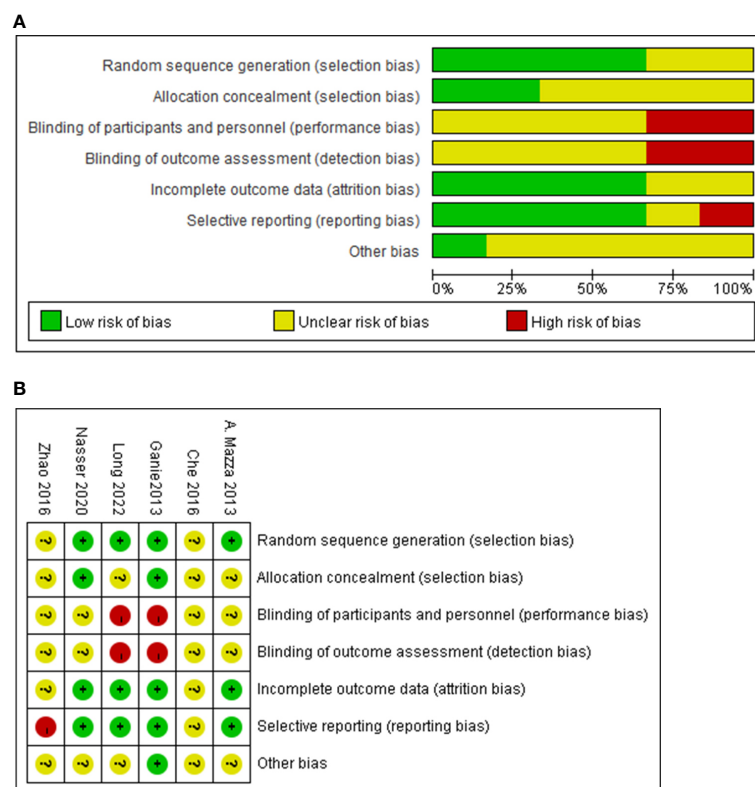 A
Random sequence generation (selection bias)
Allocation concealment (selection bias)
Blinding of participants and personnel (performance bias)
Blinding of outcome assessment (detection bias)
Incomplete outcome data (attrition bias)
Selective reporting (reporting bias)
Other bias
0% 25% 50% 75% 100%
Low risk of bias Unclear risk of bias High risk of bias
B
Zhao 2016
Nasser 2020
Long 2022
Ganie2013
Che 2016
A. Mazza 2013
? + + + ? + Random sequence generation (selection bias)
? + ? + ? ? Allocation concealment (selection bias)
? ? - - ? ? Blinding of participants and personnel (performance bias)
? ? - - ? ? Blinding of outcome assessment (detection bias)
? + + + ? + Incomplete outcome data (attrition bias)
- + + + ? + Selective reporting (reporting bias)
? ? ? + ? ? Other bias